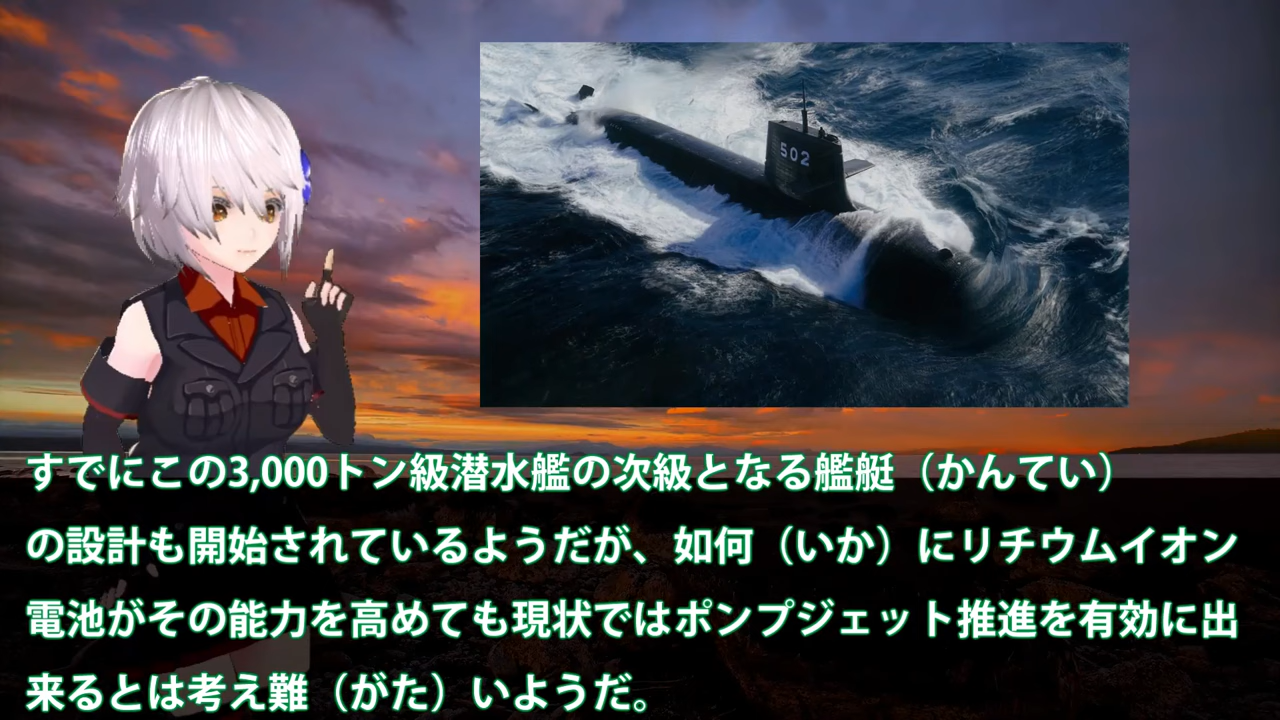 502
すでにこの3,000トン級潜水艦の次級となる艦艇（かんてい）
の設計も開始されているようだが、如何（いか）にリチウムイオン
電池がその能力を高めても現状ではポンプジェット推進を有効に出
来るとは考え難（がた）いようだ。